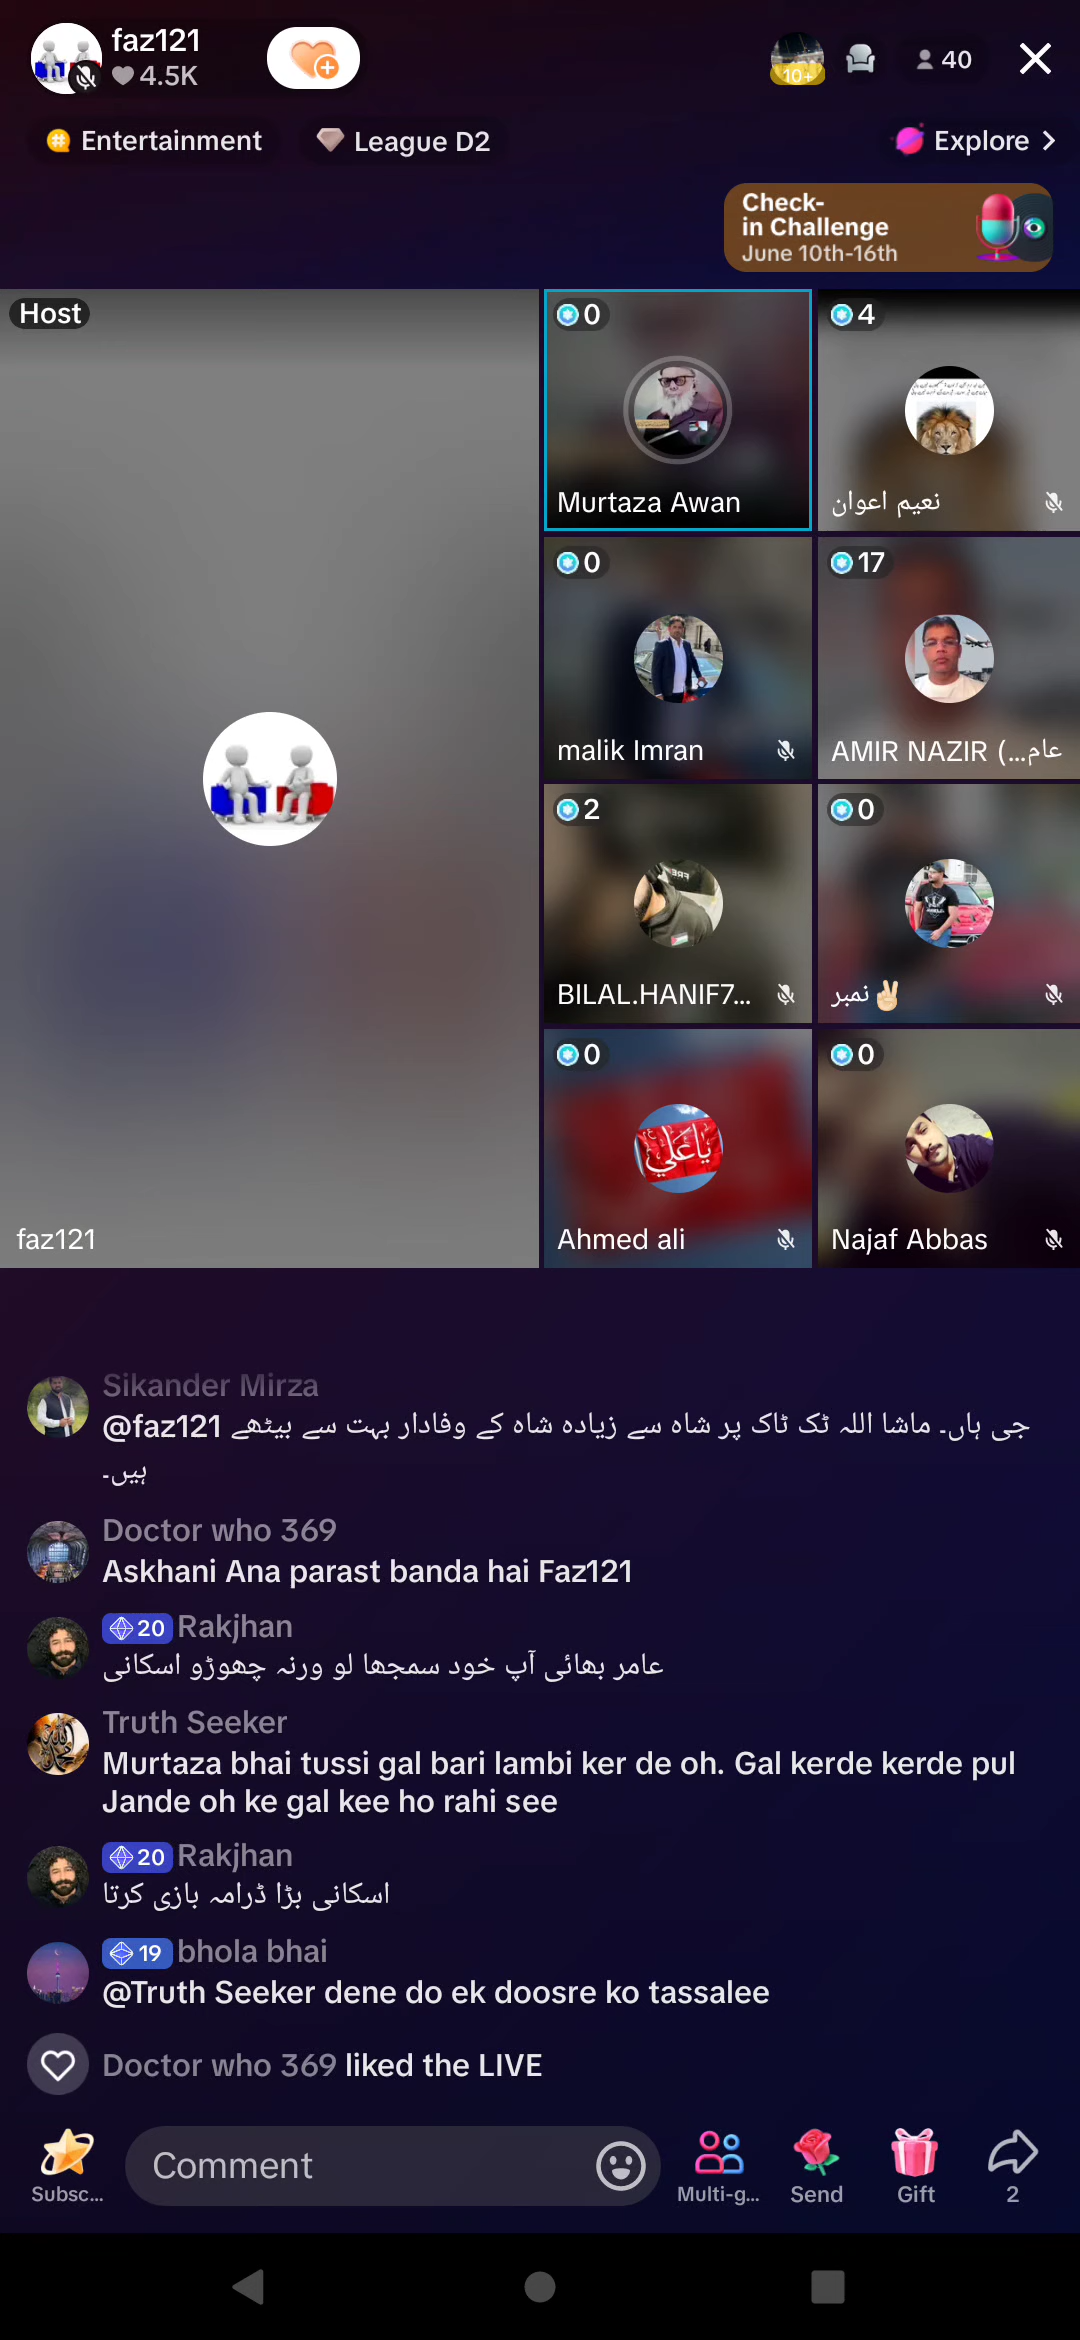 faz121
4.5K
10+
40
Entertainment
League D2
Explore
Check-
in Challenge
June 10th-16th
Host
faz121
0
Murtaza Awan
4
نعیم اعوان
0
malik Imran
17
AMIR NAZIR (...عام
2
BILAL.HANIF7...
0
نمبر✌🏻
0
یا علي
Ahmed ali
0
Najaf Abbas
Sikander Mirza
@faz121 جی ہاں۔ ماشا اللہ ٹک ٹاک پر شاہ سے زیادہ شاہ کے وفادار بہت سے بیٹھے
ہیں۔
Doctor who 369
Askhani Ana parast banda hai Faz121
20 Rakjhan
عامر بھائی آپ خود سمجھا لو ورنہ چھوڑو اسکانی
Truth Seeker
Murtaza bhai tussi gal bari lambi ker de oh. Gal kerde kerde pul
Jande oh ke gal kee ho rahi see
20 Rakjhan
اسکانی بڑا ڈرامہ بازی کرتا
19 bhola bhai
@Truth Seeker dene do ek doosre ko tassalee
Doctor who 369 liked the LIVE
Subsc...
Comment
Multi-g...
Send
Gift
2